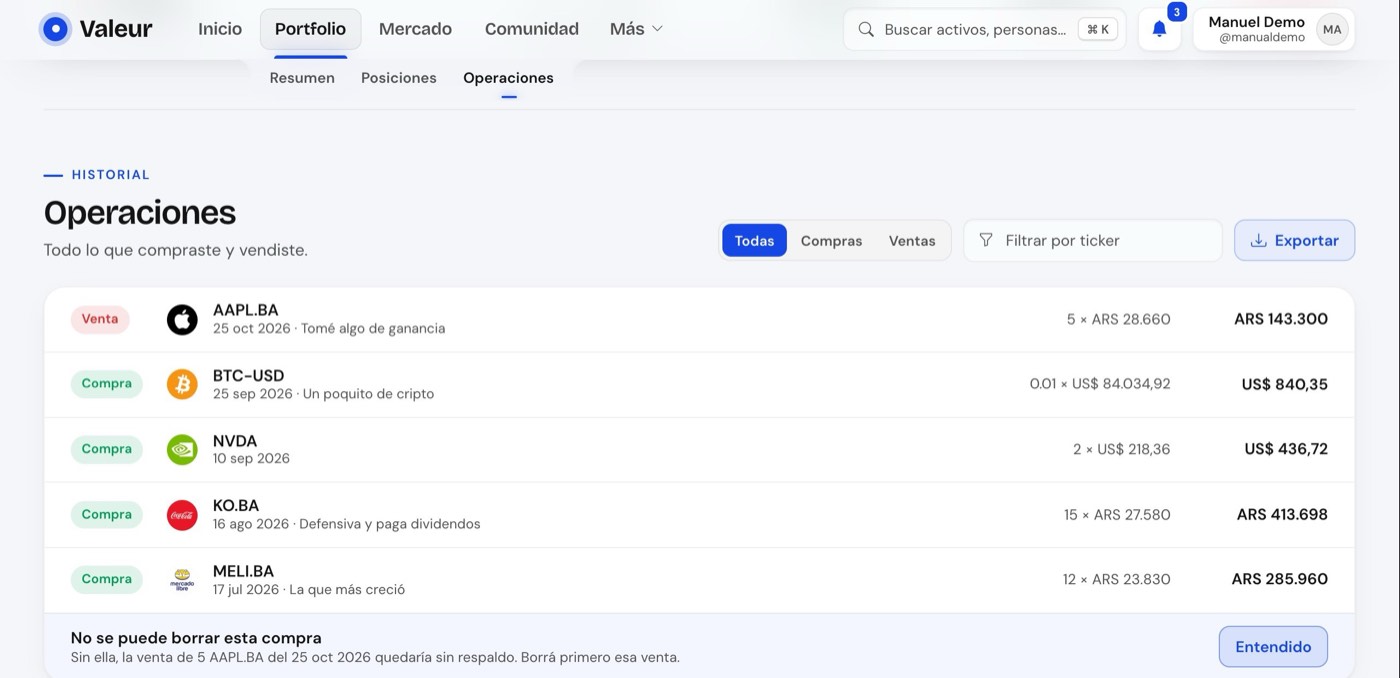 Valeur
Inicio
Portfolio
Mercado
Comunidad
Más
Buscar activos, personas...
⌘ K
3
Manuel Demo
@manualdemo
MA
Resumen
Posiciones
Operaciones
HISTORIAL
Operaciones
Todo lo que compraste y vendiste.
Todas
Compras
Ventas
Filtrar por ticker
Exportar
Venta
AAPL.BA
25 oct 2026 · Tomé algo de ganancia
5 × ARS 28.660
ARS 143.300
Compra
BTC-USD
25 sep 2026 · Un poquito de cripto
0.01 × US$ 84.034,92
US$ 840,35
Compra
NVDA
10 sep 2026
2 × US$ 218,36
US$ 436,72
Compra
Coca-Cola
KO.BA
16 ago 2026 · Defensiva y paga dividendos
15 × ARS 27.580
ARS 413.698
Compra
mercado
libre
MELI.BA
17 jul 2026 · La que más creció
12 × ARS 23.830
ARS 285.960
No se puede borrar esta compra
Sin ella, la venta de 5 AAPL.BA del 25 oct 2026 quedaría sin respaldo. Borrá primero esa venta.
Entendido